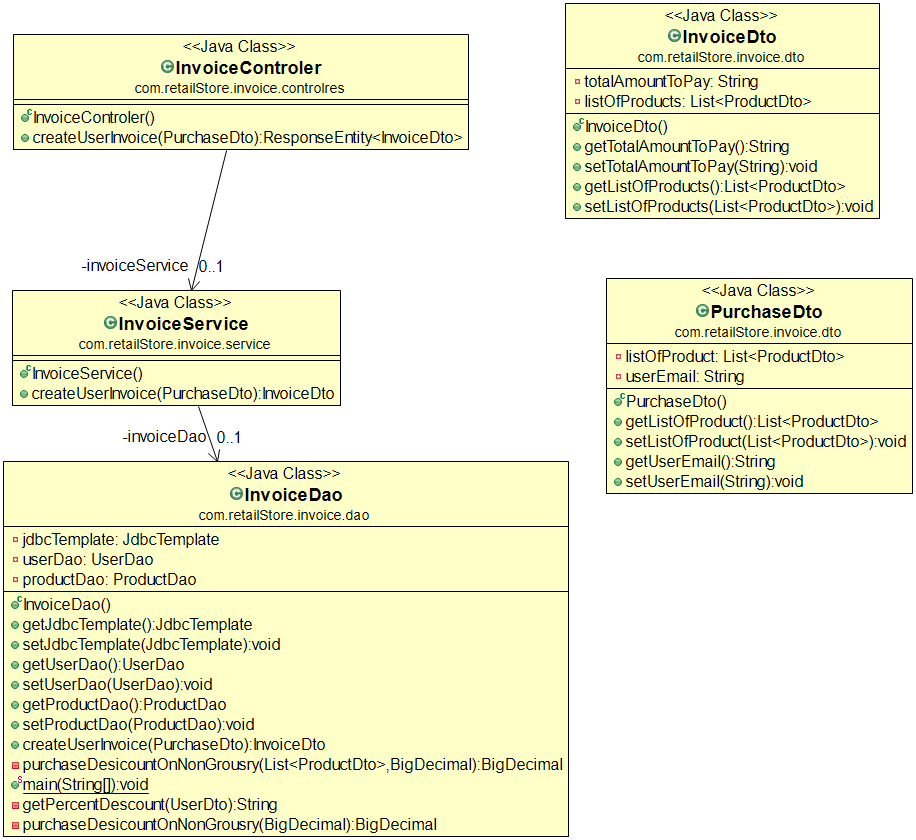 <<Java Class>>
InvoiceControler
com.retailStore.invoice.controlres
InvoiceControler()
createUserInvoice(PurchaseDto):ResponseEntity<InvoiceDto>
-invoiceService 0..1
<<Java Class>>
InvoiceService
com.retailStore.invoice.service
InvoiceService()
createUserInvoice(PurchaseDto):InvoiceDto
-invoiceDao 0..1
<<Java Class>>
InvoiceDao
com.retailStore.invoice.dao
jdbcTemplate: JdbcTemplate
userDao: UserDao
productDao: ProductDao
InvoiceDao()
getJdbcTemplate():JdbcTemplate
setJdbcTemplate(JdbcTemplate):void
getUserDao():UserDao
setUserDao(UserDao):void
getProductDao():ProductDao
setProductDao(ProductDao):void
createUserInvoice(PurchaseDto):InvoiceDto
purchaseDesicountOnNonGrousry(List<ProductDto>,BigDecimal):BigDecimal
main(String[]):void
getPercentDescount(UserDto):String
purchaseDesicountOnNonGrousry(BigDecimal):BigDecimal
<<Java Class>>
InvoiceDto
com.retailStore.invoice.dto
totalAmountToPay: String
listOfProducts: List<ProductDto>
InvoiceDto()
getTotalAmountToPay():String
setTotalAmountToPay(String):void
getListOfProducts():List<ProductDto>
setListOfProducts(List<ProductDto>):void
<<Java Class>>
PurchaseDto
com.retailStore.invoice.dto
listOfProduct: List<ProductDto>
userEmail: String
PurchaseDto()
getListOfProduct():List<ProductDto>
setListOfProduct(List<ProductDto>):void
getUserEmail():String
setUserEmail(String):void